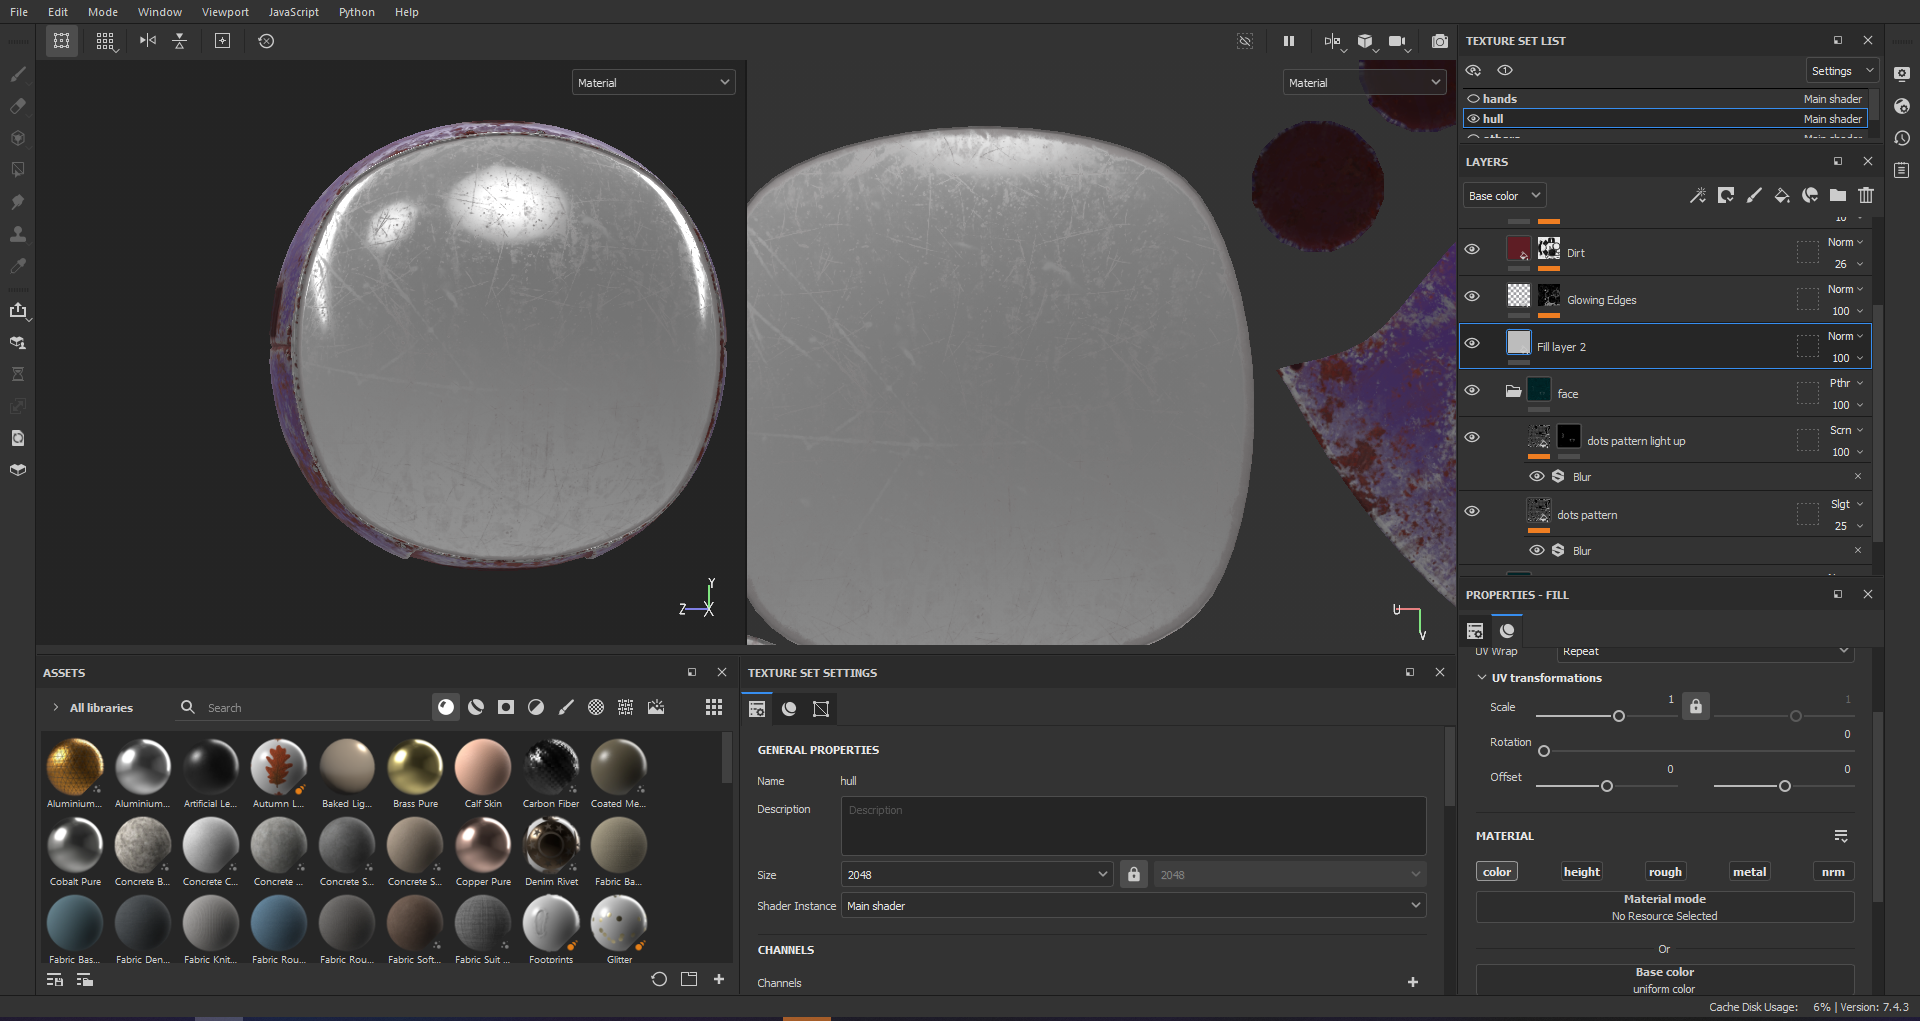 File Edit Mode Window Viewport JavaScript Python Help
Material
Material
Y
Z
X
U
V
TEXTURE SET LIST
Settings
hands Main shader
hull Main shader
others Main shader
LAYERS
Base color
10
Dirt Norm
26
Glowing Edges Norm
100
Fill layer 2 Norm
100
face Pthr
100
dots pattern light up Scrn
100
Blur
dots pattern Slgt
25
Blur
PROPERTIES - FILL
UV Wrap Repeat
UV transformations
Scale 1 1
Rotation 0
Offset 0 0
MATERIAL
color height rough metal nrm
Material mode
No Resource Selected
Or
Base color
uniform color
ASSETS
All libraries Search
Aluminium... Aluminium... Artificial Le... Autumn L... Baked Lig... Brass Pure Calf Skin Carbon Fiber Coated Me...
Cobalt Pure Concrete B... Concrete C... Concrete ... Concrete S... Concrete S... Copper Pure Denim Rivet Fabric Ba...
Fabric Bas... Fabric Den... Fabric Knit... Fabric Rou... Fabric Rou... Fabric Soft... Fabric Suit ... Footprints Glitter
TEXTURE SET SETTINGS
GENERAL PROPERTIES
Name hull
Description Description
Size 2048 2048
Shader Instance Main shader
CHANNELS
Channels
Cache Disk Usage: 6% | Version: 7.4.3